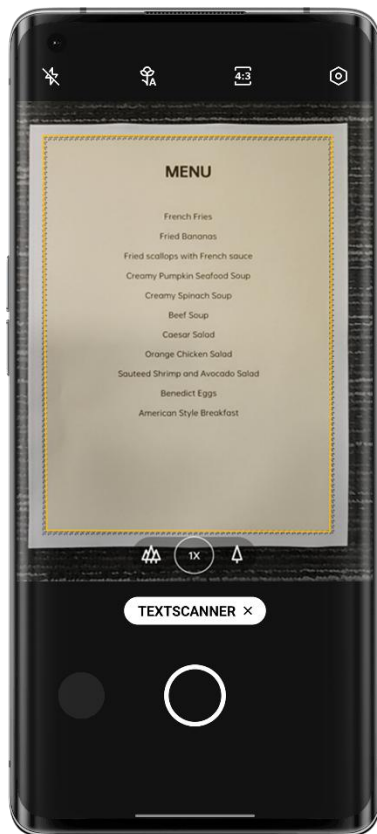 A
4:3
MENU
French Fries
Fried Bananas
Fried scallops with French sauce
Creamy Pumpkin Seafood Soup
Creamy Spinach Soup
Beef Soup
Caesar Salad
Orange Chicken Salad
Sauteed Shrimp and Avocado Salad
Benedict Eggs
American Style Breakfast
1X
TEXTSCANNER ×